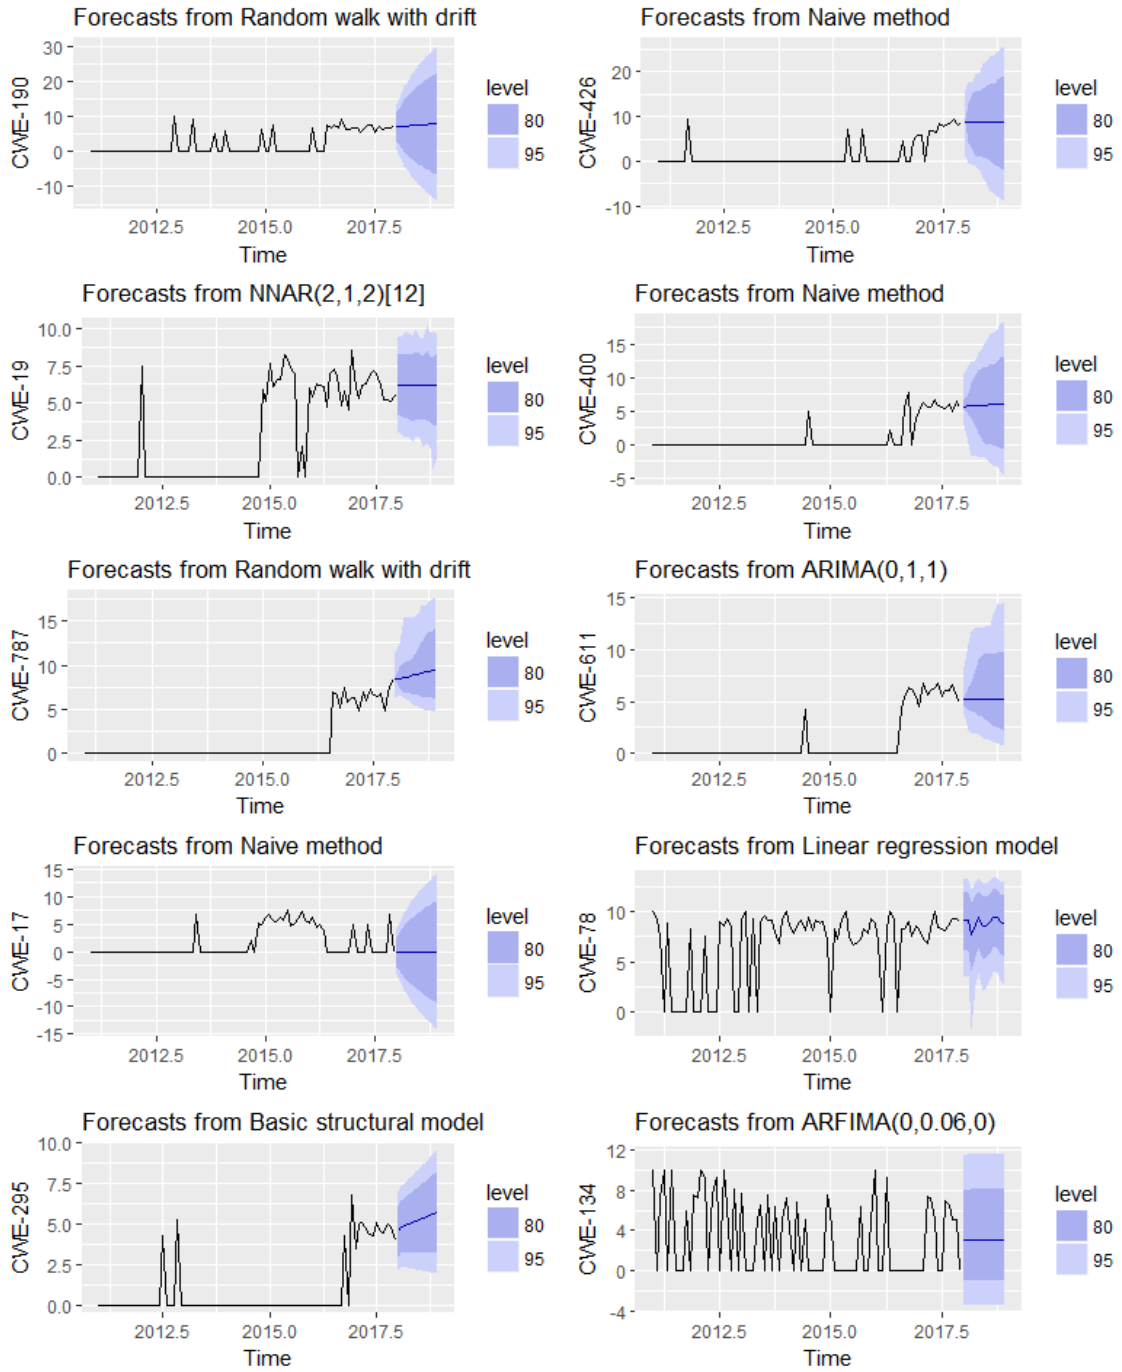 Forecasts from Random walk with drift
30
20
10
0
-10
CWE-190
2012.5 2015.0 2017.5
Time
level
80
95
Forecasts from Naive method
20
10
0
-10
CWE-426
2012.5 2015.0 2017.5
Time
level
80
95
Forecasts from NNAR(2,1,2)[12]
10.0
7.5
5.0
2.5
0.0
CWE-19
2012.5 2015.0 2017.5
Time
level
80
95
Forecasts from Naive method
15
10
5
0
-5
CWE-400
2012.5 2015.0 2017.5
Time
level
80
95
Forecasts from Random walk with drift
15
10
5
0
CWE-787
2012.5 2015.0 2017.5
Time
level
80
95
Forecasts from ARIMA(0,1,1)
15
10
5
0
CWE-611
2012.5 2015.0 2017.5
Time
level
80
95
Forecasts from Naive method
15
10
5
0
-5
-10
-15
CWE-17
2012.5 2015.0 2017.5
Time
level
80
95
Forecasts from Linear regression model
10
5
0
CWE-78
2012.5 2015.0 2017.5
Time
level
80
95
Forecasts from Basic structural model
10.0
7.5
5.0
2.5
0.0
CWE-295
2012.5 2015.0 2017.5
Time
level
80
95
Forecasts from ARFIMA(0,0.06,0)
12
8
4
0
-4
CWE-134
2012.5 2015.0 2017.5
Time
level
80
95